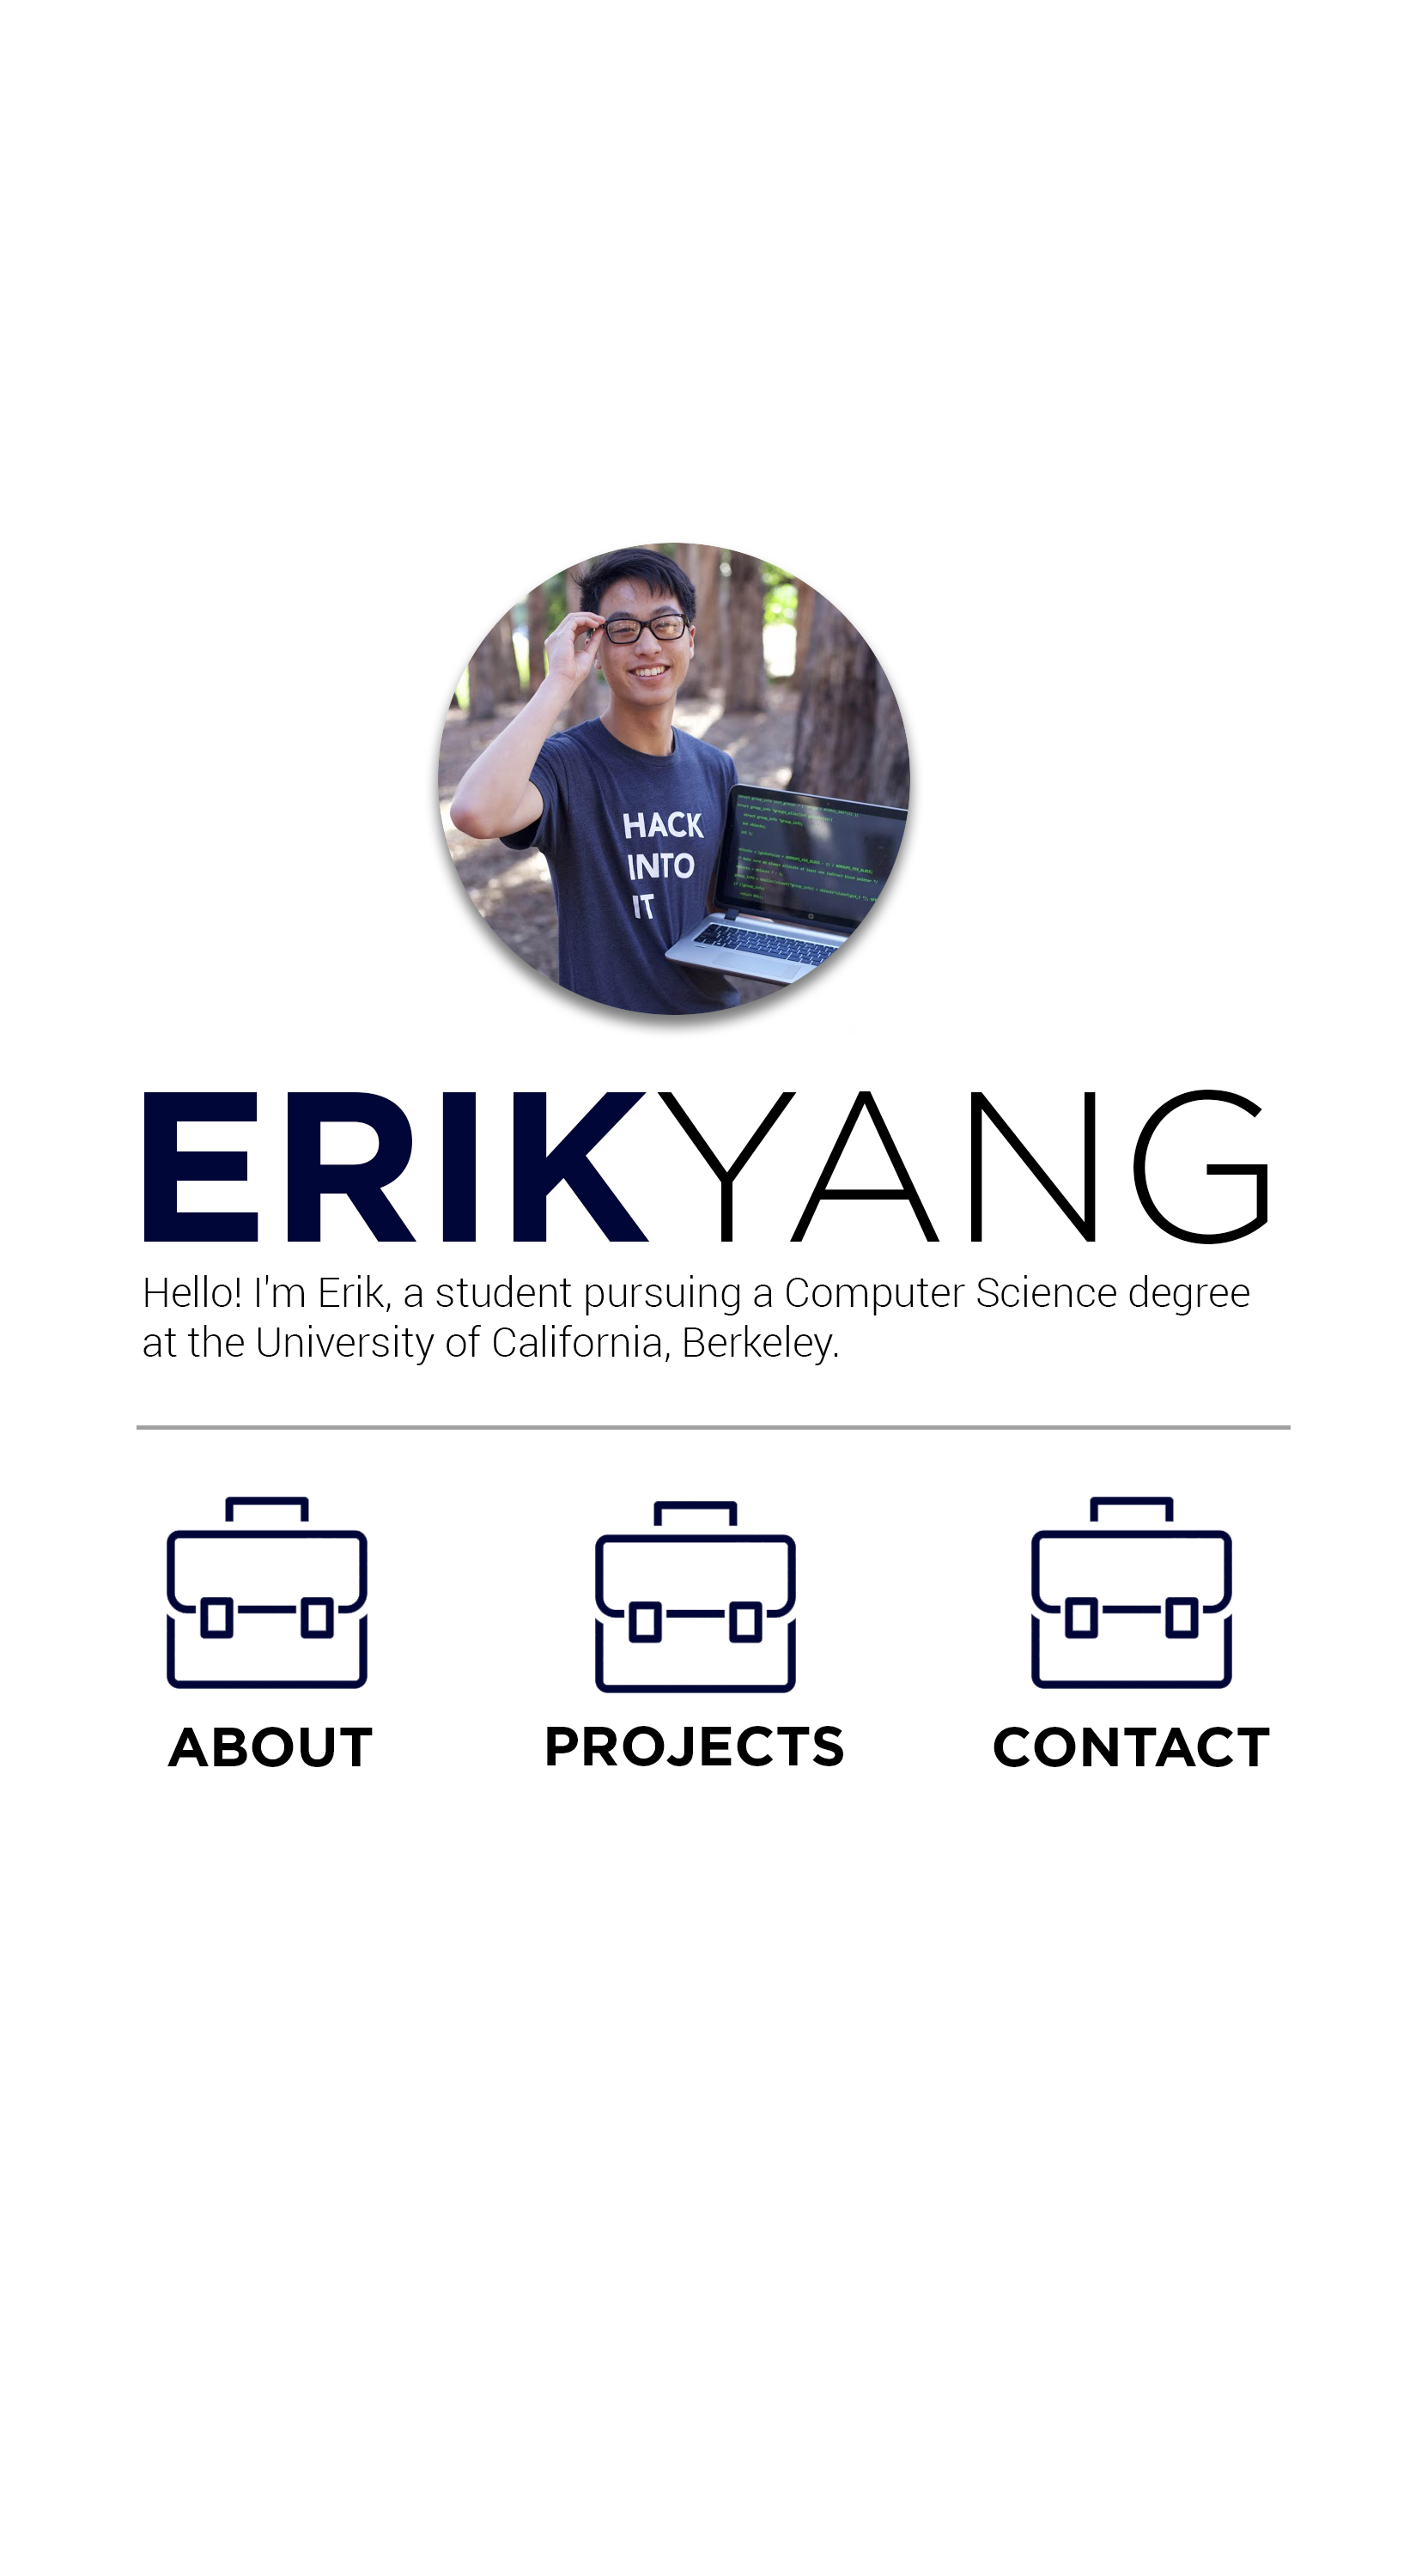 HACK
INTO
IT
ERIKYANG
Hello! I'm Erik, a student pursuing a Computer Science degree
at the University of California, Berkeley.
ABOUT
PROJECTS
CONTACT